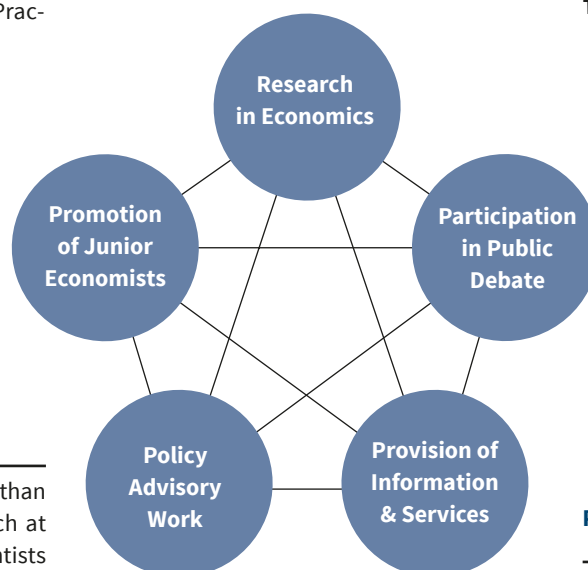 Prac-
Research
in Economics
Promotion
of Junior
Economists
Participation
in Public
Debate
Policy
Advisory
Work
Provision of
Information
& Services
than
ch at
tists